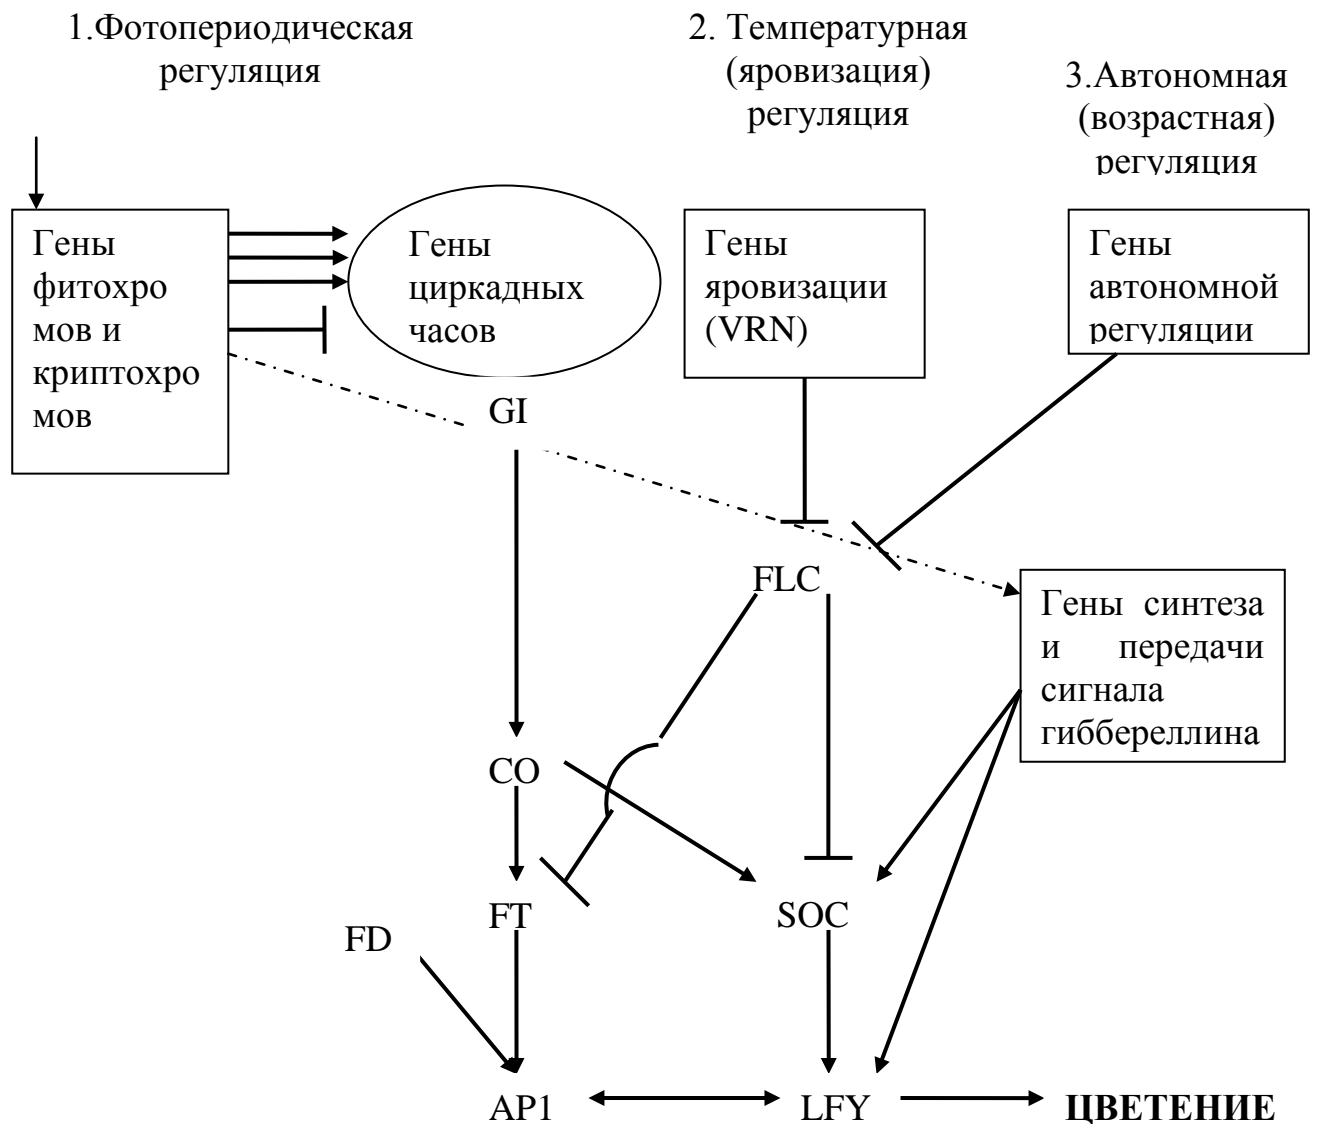 1.Фотопериодическая
регуляция
2. Температурная
(яровизация)
регуляция
3.Автономная
(возрастная)
регуляция
Гены
фитохро
мов и
криптохро
мов
Гены
циркадных
часов
GI
Гены
яровизации
(VRN)
Гены
автономной
регуляции
FLC
Гены синтеза
и передачи
сигнала
гиббереллина
CO
FT
SOC
FD
AP1
LFY
ЦВЕТЕНИЕ